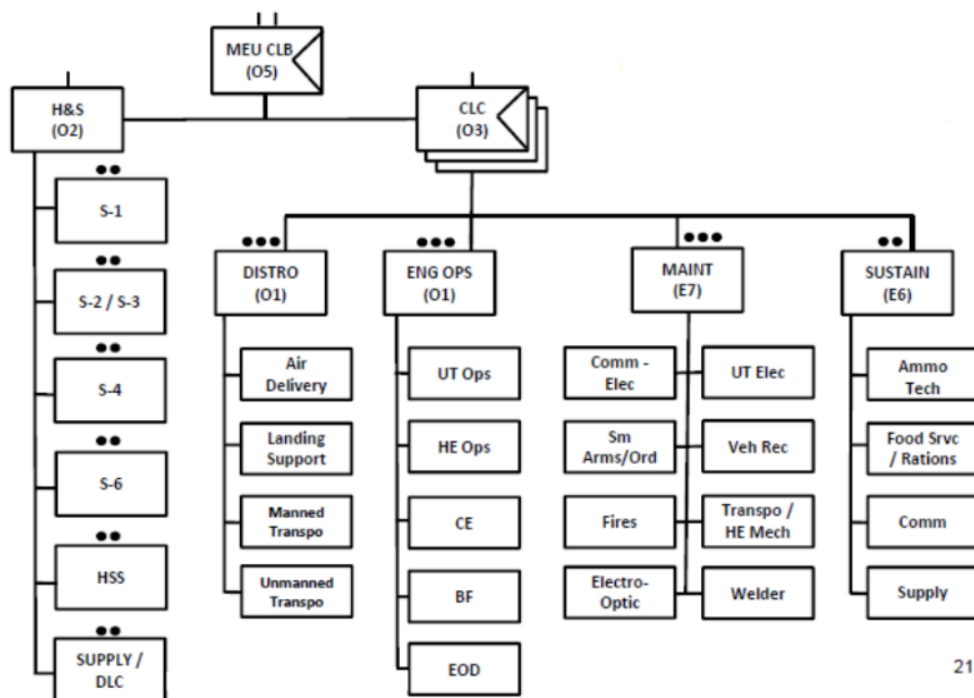 MEU CLB
(O5)
H&S
(O2)
CLC
(O3)
S-1
S-2 / S-3
S-4
S-6
HSS
SUPPLY /
DLC
DISTRO
(O1)
Air
Delivery
Landing
Support
Manned
Transpo
Unmanned
Transpo
ENG OPS
(O1)
UT Ops
HE Ops
CE
BF
EOD
MAINT
(E7)
Comm -
Elec
UT Elec
Sm
Arms/Ord
Veh Rec
Fires
Transpo /
HE Mech
Electro-
Optic
Welder
SUSTAIN
(E6)
Ammo
Tech
Food Srvc
/ Rations
Comm
Supply
21